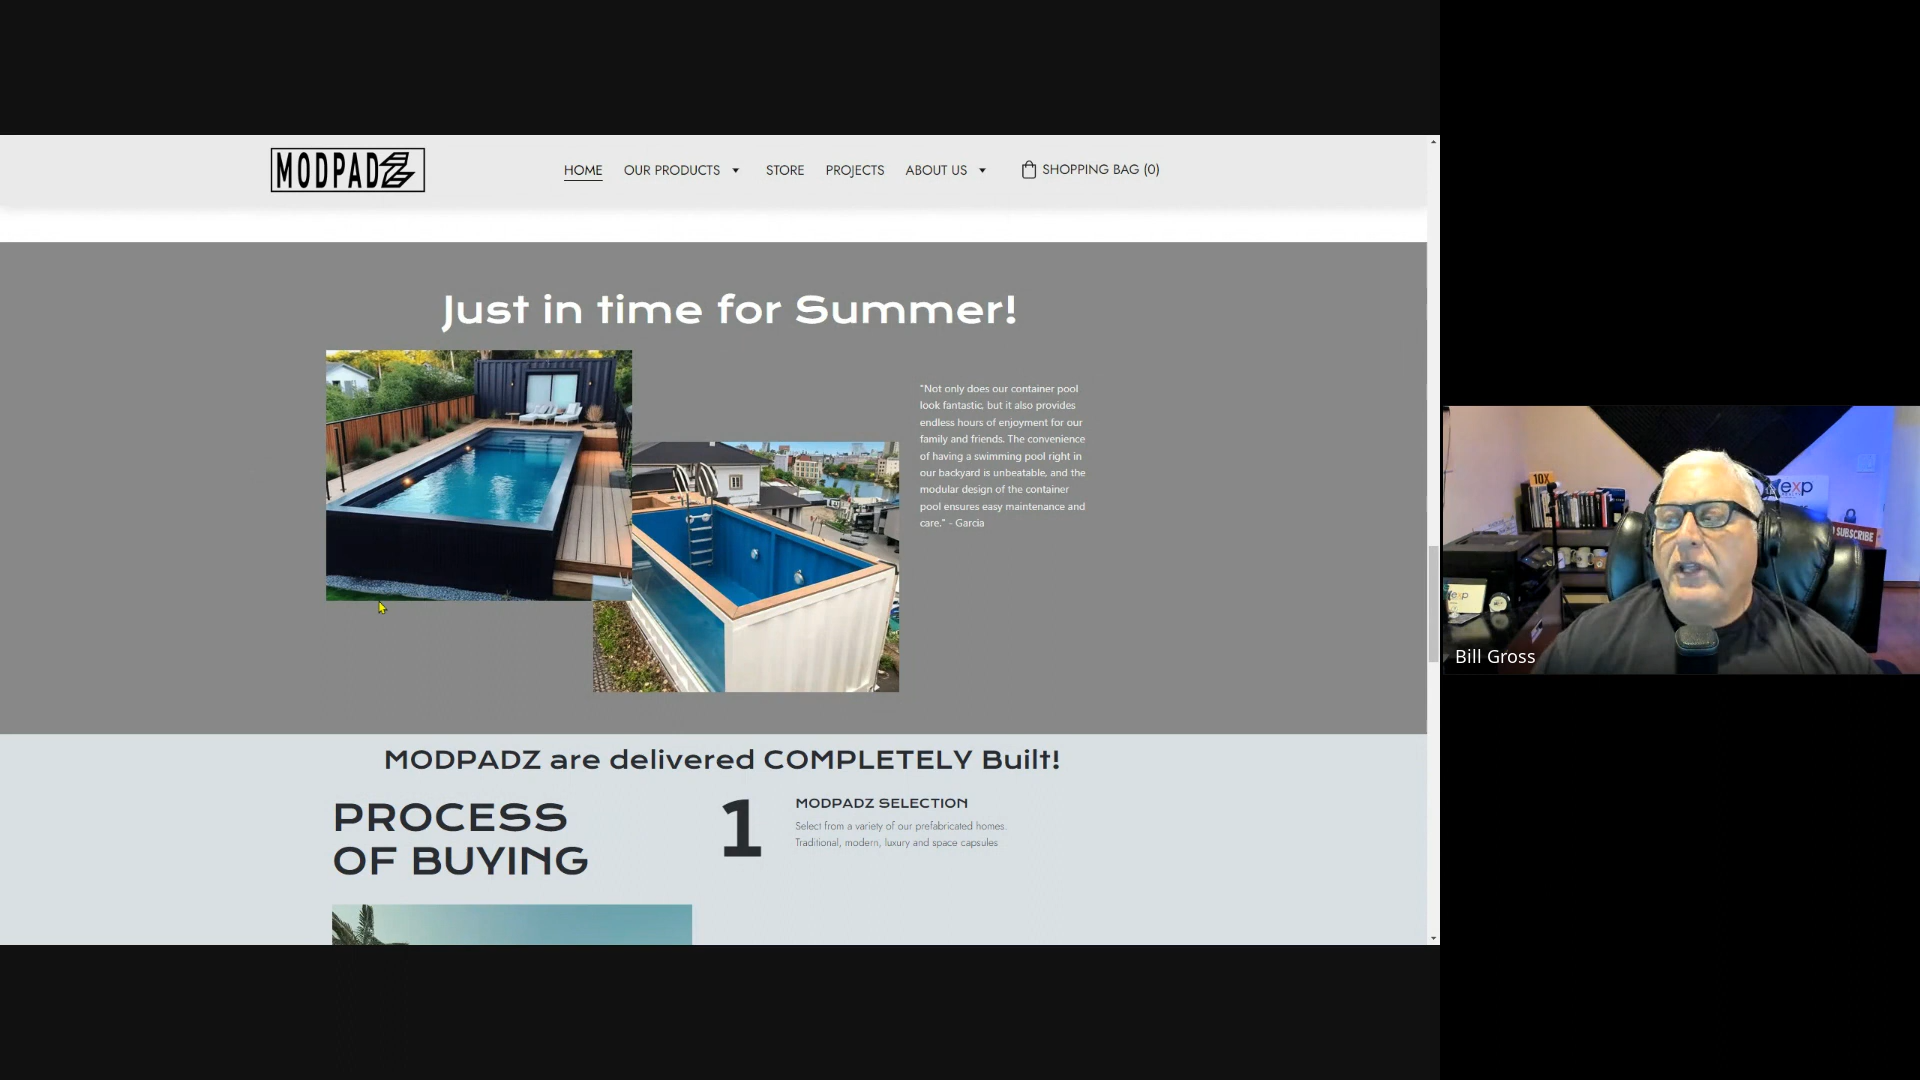 MODPADZ
HOME
OUR PRODUCTS
STORE
PROJECTS
ABOUT US
SHOPPING BAG (0)
Just in time for Summer!
"Not only does our container pool
look fantastic, but it also provides
endless hours of enjoyment for our
family and friends. The convenience
of having a swimming pool right in
our backyard is unbeatable, and the
modular design of the container
pool ensures easy maintenance and
care." - Garcia
MODPADZ are delivered COMPLETELY Built!
PROCESS
OF BUYING
1
MODPADZ SELECTION
Select from a variety of our prefabricated homes.
Traditional, modern, luxury and space capsules
10X
exp
SUBSCRIBE
exp
Bill Gross